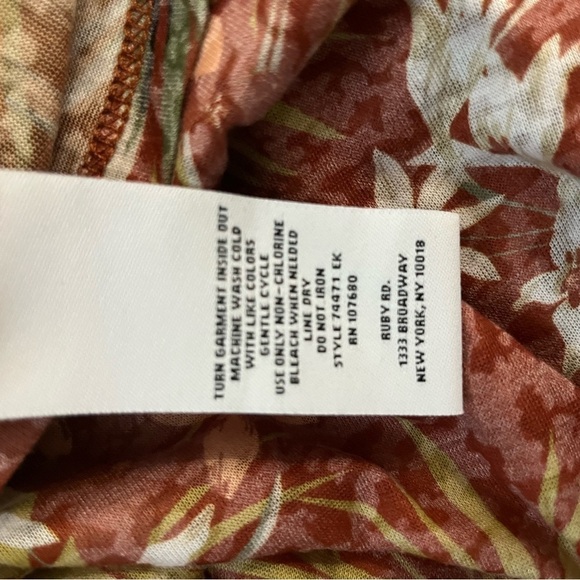 TURN GARMENT INSIDE OUT
MACHINE WASH COLD
WITH LIKE COLORS
GENTLE CYCLE
USE ONLY NON-CHLORINE
BLEACH WHEN NEEDED
LINE DRY
DO NOT IRON
STYLE 74471 EK
RN 107680
RUBY RD.
1333 BROADWAY
NEW YORK, NY 10018